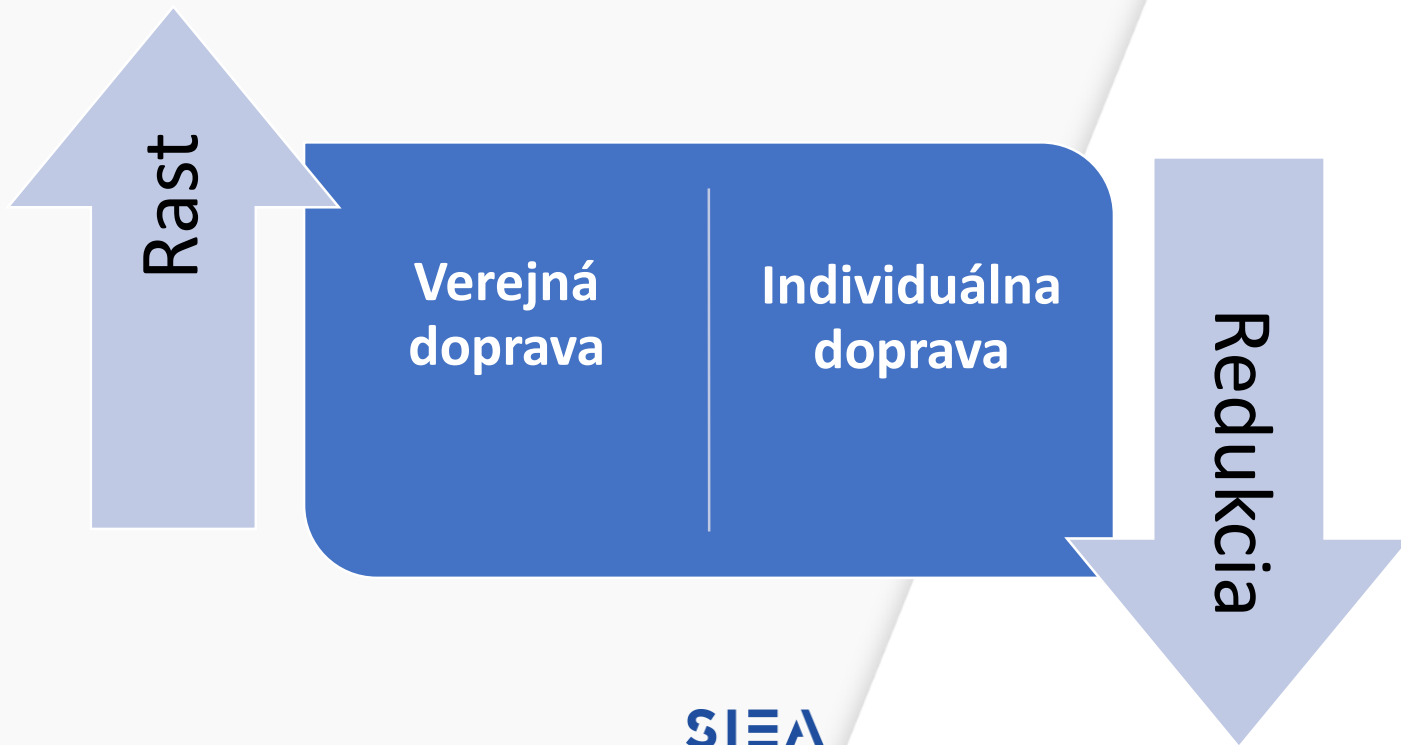 Rast
Verejná
doprava
Individuálna
doprava
Redukcia
SIEA